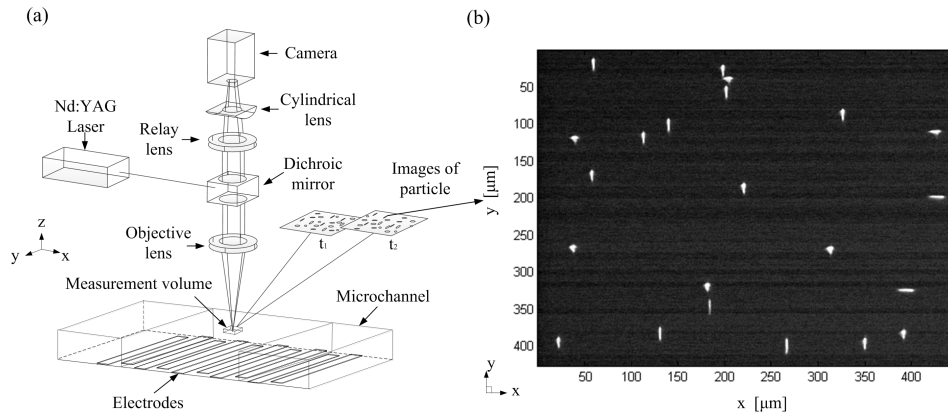 (a)
Camera
Cylindrical
lens
Nd:YAG
Laser
Relay
lens
Dichroic
mirror
Images of
particle
Objective
lens
t1
t2
z
y
x
Measurement volume
Microchannel
Electrodes
(b)
50
100
150
200
250
300
350
400
y [μm]
50
100
150
200
250
300
350
400
x [μm]
y
x